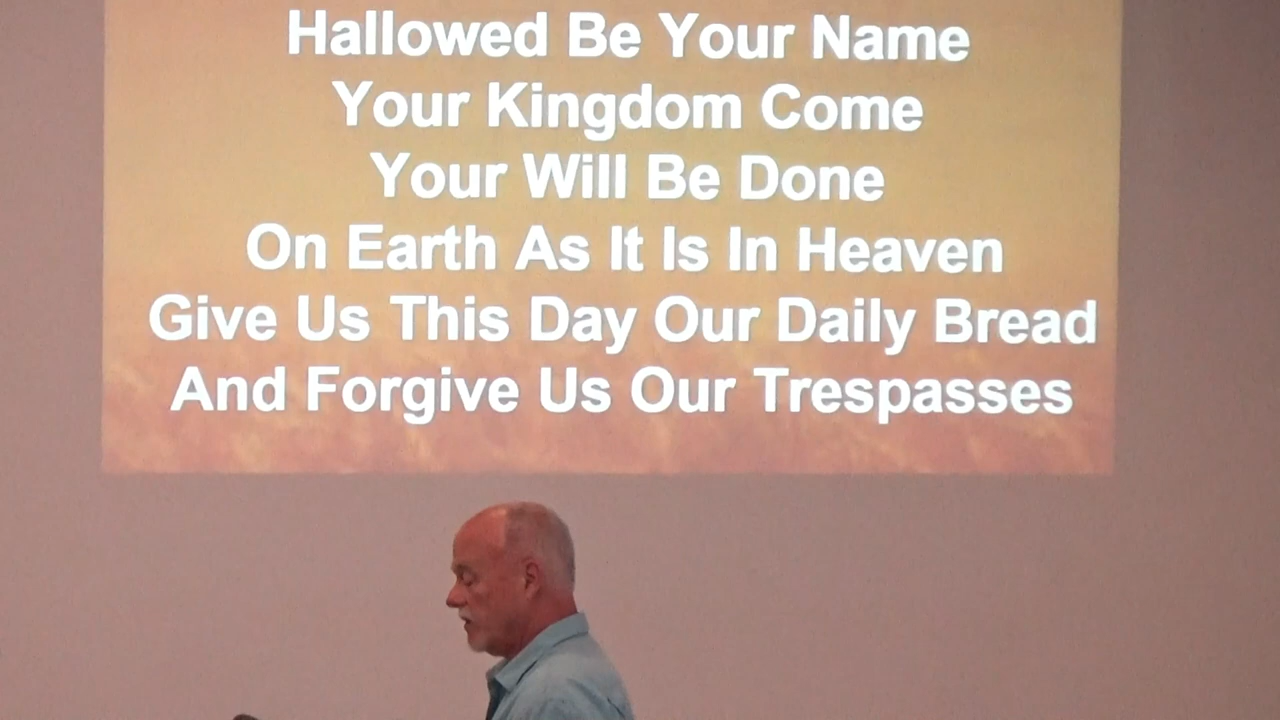 Hallowed Be Your Name
Your Kingdom Come
Your Will Be Done
On Earth As It Is In Heaven
Give Us This Day Our Daily Bread
And Forgive Us Our Trespasses